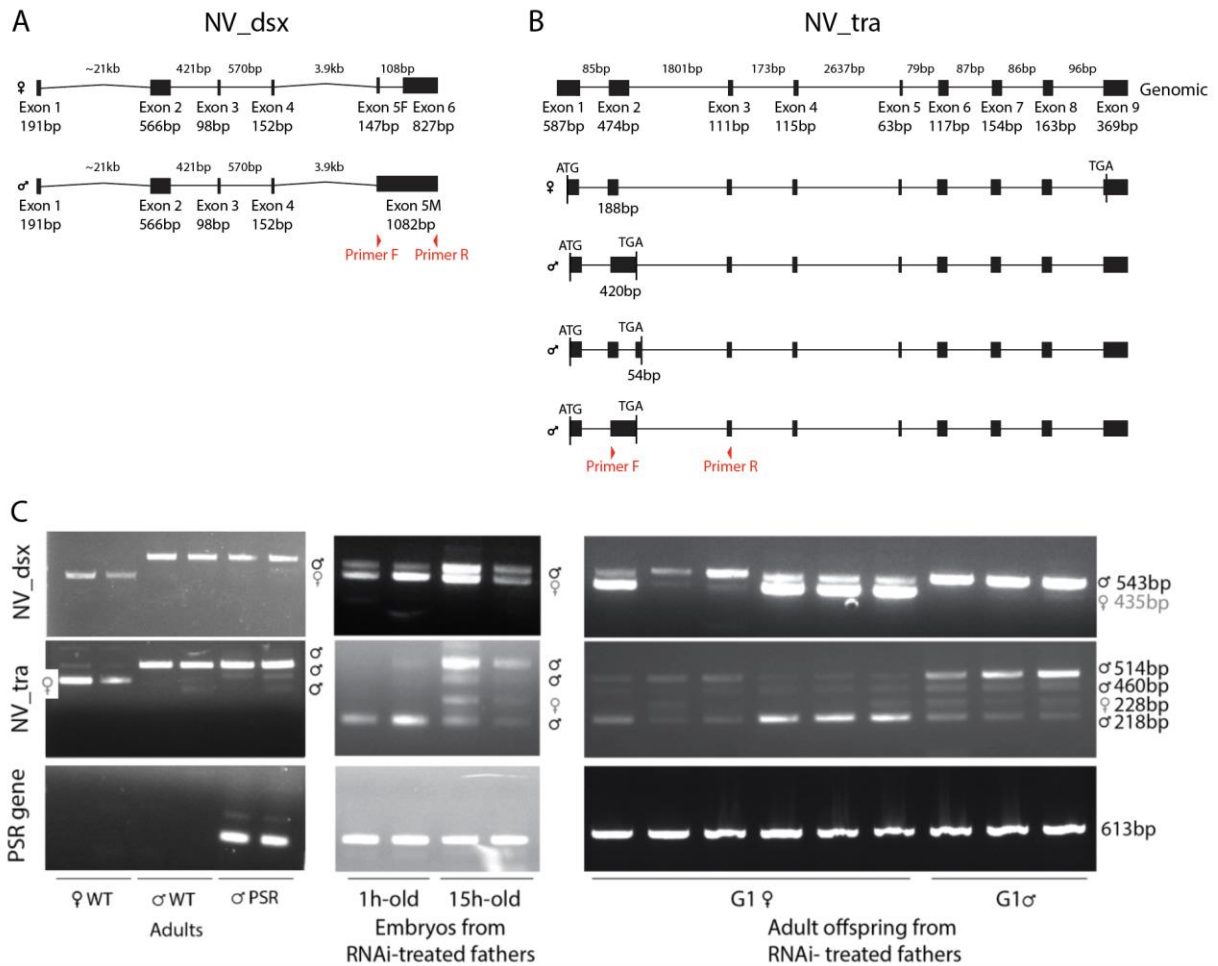 A
NV_dsx
♀
~21kb 421bp 570bp 3.9kb 108bp
Exon 1 Exon 2 Exon 3 Exon 4 Exon 5F Exon 6
191bp 566bp 98bp 152bp 147bp 827bp
♂
~21kb 421bp 570bp 3.9kb
Exon 1 Exon 2 Exon 3 Exon 4 Exon 5M
191bp 566bp 98bp 152bp 1082bp
Primer F Primer R
B
NV_tra
85bp 1801bp 173bp 2637bp 79bp 87bp 86bp 96bp
Genomic
Exon 1 Exon 2 Exon 3 Exon 4 Exon 5 Exon 6 Exon 7 Exon 8 Exon 9
587bp 474bp 111bp 115bp 63bp 117bp 154bp 163bp 369bp
ATG TGA
♀
188bp
ATG TGA
♂
420bp
ATG TGA
♂
54bp
ATG TGA
♂
Primer F Primer R
C
NV_dsx
♂
♀
♂
♀
♂ 543bp
♀ 435bp
NV_tra
♀
♂
♂
♂
♂
♂
♀
♂
♂ 514bp
♂ 460bp
♀ 228bp
♂ 218bp
PSR gene
613bp
♀ WT ♂ WT ♂ PSR
Adults
1h-old 15h-old
Embryos from
RNAi-treated fathers
G1 ♀ G1♂
Adult offspring from
RNAi- treated fathers